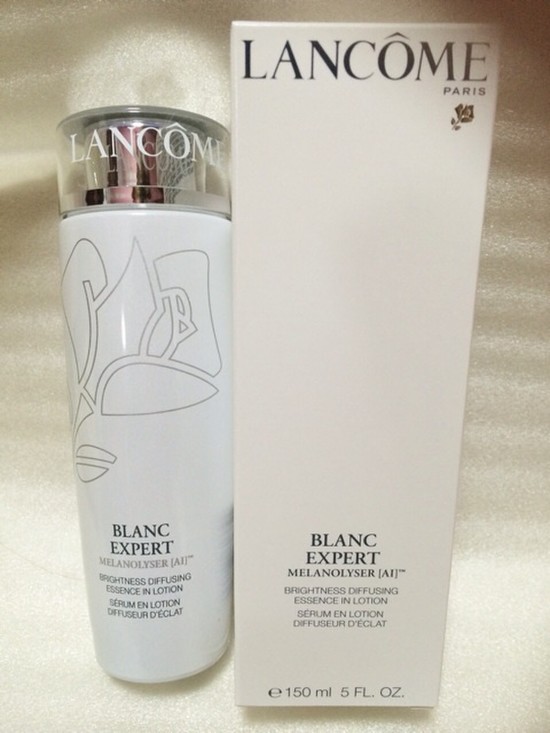 LANCÔME
BLANC
EXPERT
MELANOLYSER [AI]™
BRIGHTNESS DIFFUSING
ESSENCE IN LOTION
SÉRUM EN LOTION
DIFFUSEUR D'ÉCLAT
LANCÔME
PARIS
BLANC
EXPERT
MELANOLYSER [AI]™
BRIGHTNESS DIFFUSING
ESSENCE IN LOTION
SÉRUM EN LOTION
DIFFUSEUR D'ÉCLAT
℮ 150 ml 5 FL. OZ.